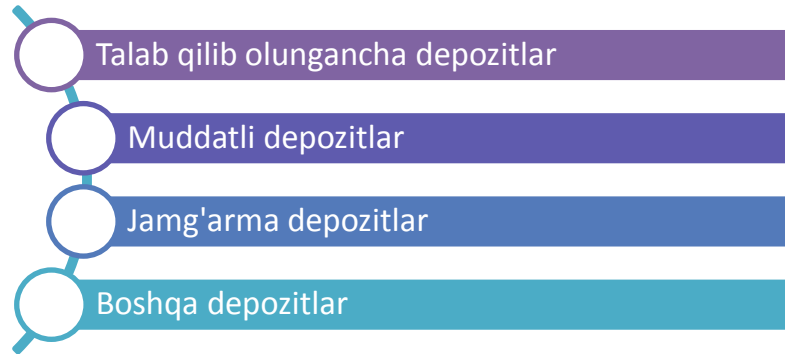 Talab qilib olungancha depozitlar
Muddatli depozitlar
Jamg'arma depozitlar
Boshqa depozitlar